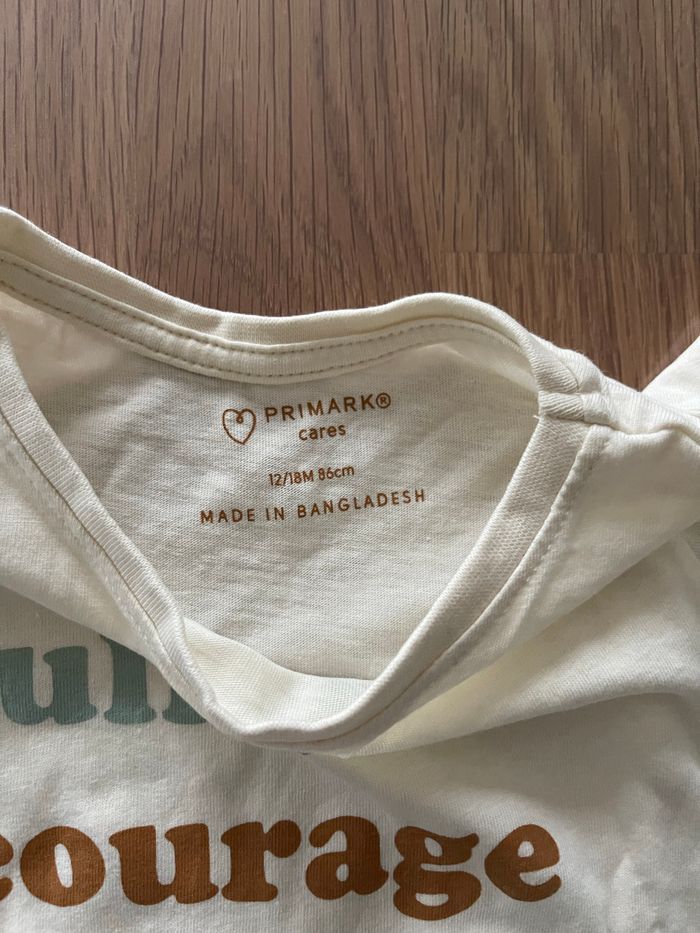 PRIMARK®
cares
12/18M 86cm
MADE IN BANGLADESH
courage